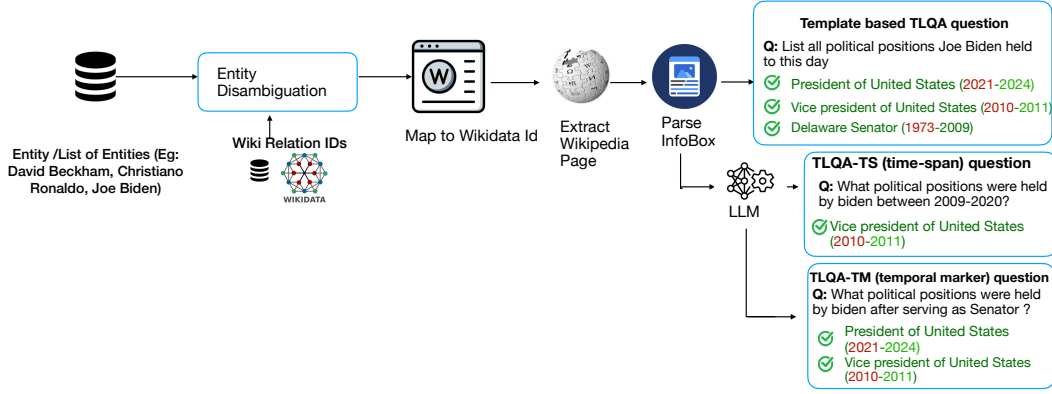 Entity /List of Entities (Eg:
David Beckham, Christiano
Ronaldo, Joe Biden)
Entity
Disambiguation
Wiki Relation IDs
WIKIDATA
W
Map to Wikidata Id
Extract
Wikipedia
Page
Parse
InfoBox
LLM
Template based TLQA question
Q: List all political positions Joe Biden held
to this day
President of United States (2021-2024)
Vice president of United States (2010-2011)
Delaware Senator (1973-2009)
TLQA-TS (time-span) question
Q: What political positions were held
by biden between 2009-2020?
Vice president of United States
(2010-2011)
TLQA-TM (temporal marker) question
Q: What political positions were held
by biden after serving as Senator ?
President of United States
(2021-2024)
Vice president of United States
(2010-2011)